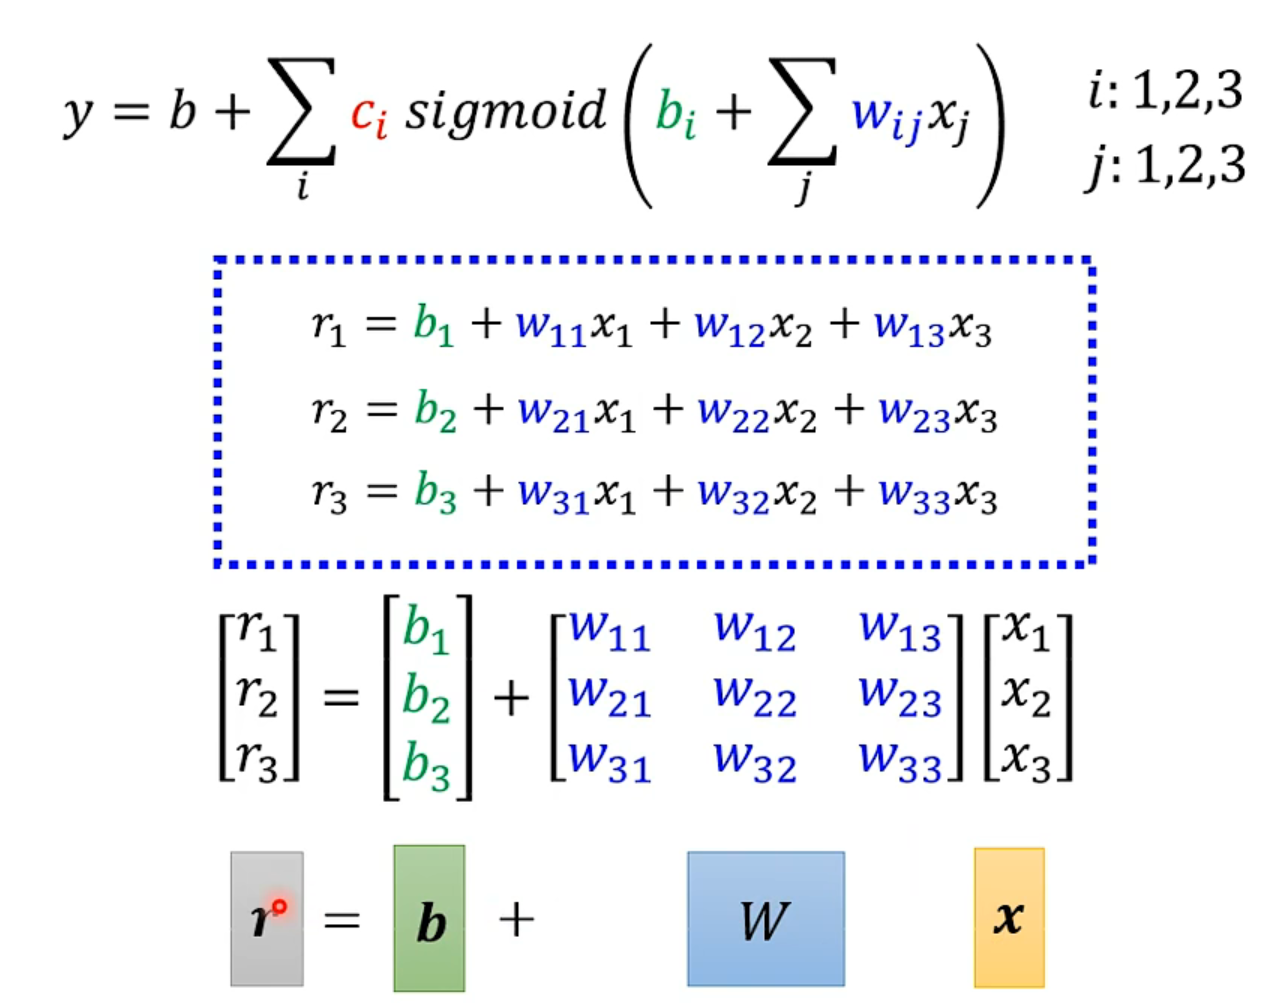 y = b + ∑_i c_i sigmoid ( b_i + ∑_j w_ij x_j ) i: 1,2,3
j: 1,2,3
r_1 = b_1 + w_11 x_1 + w_12 x_2 + w_13 x_3
r_2 = b_2 + w_21 x_1 + w_22 x_2 + w_23 x_3
r_3 = b_3 + w_31 x_1 + w_32 x_2 + w_33 x_3
[r_1] [b_1] [w_11 w_12 w_13] [x_1]
[r_2] = [b_2] + [w_21 w_22 w_23] [x_2]
[r_3] [b_3] [w_31 w_32 w_33] [x_3]
r = b + W x